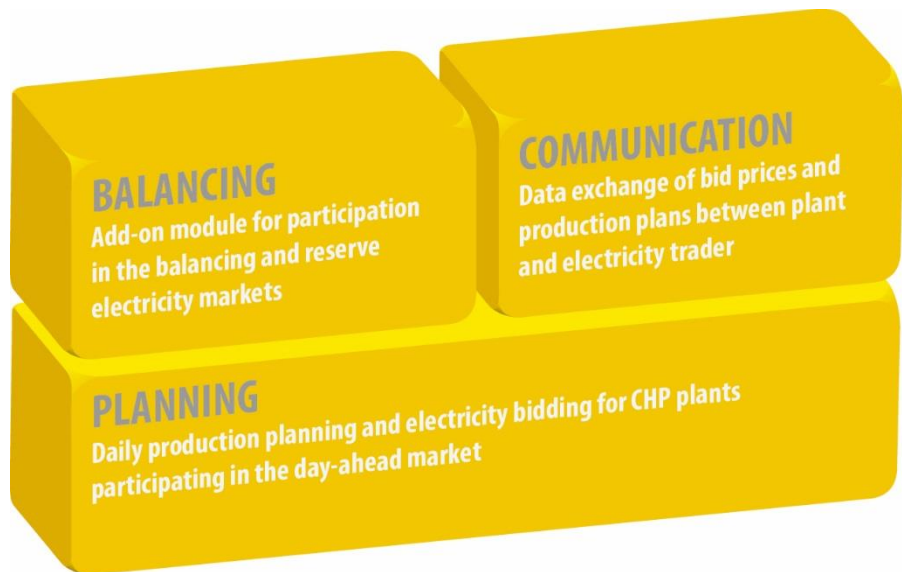 BALANCING
Add-on module for participation
in the balancing and reserve
electricity markets
COMMUNICATION
Data exchange of bid prices and
production plans between plant
and electricity trader
PLANNING
Daily production planning and electricity bidding for CHP plants
participating in the day-ahead market